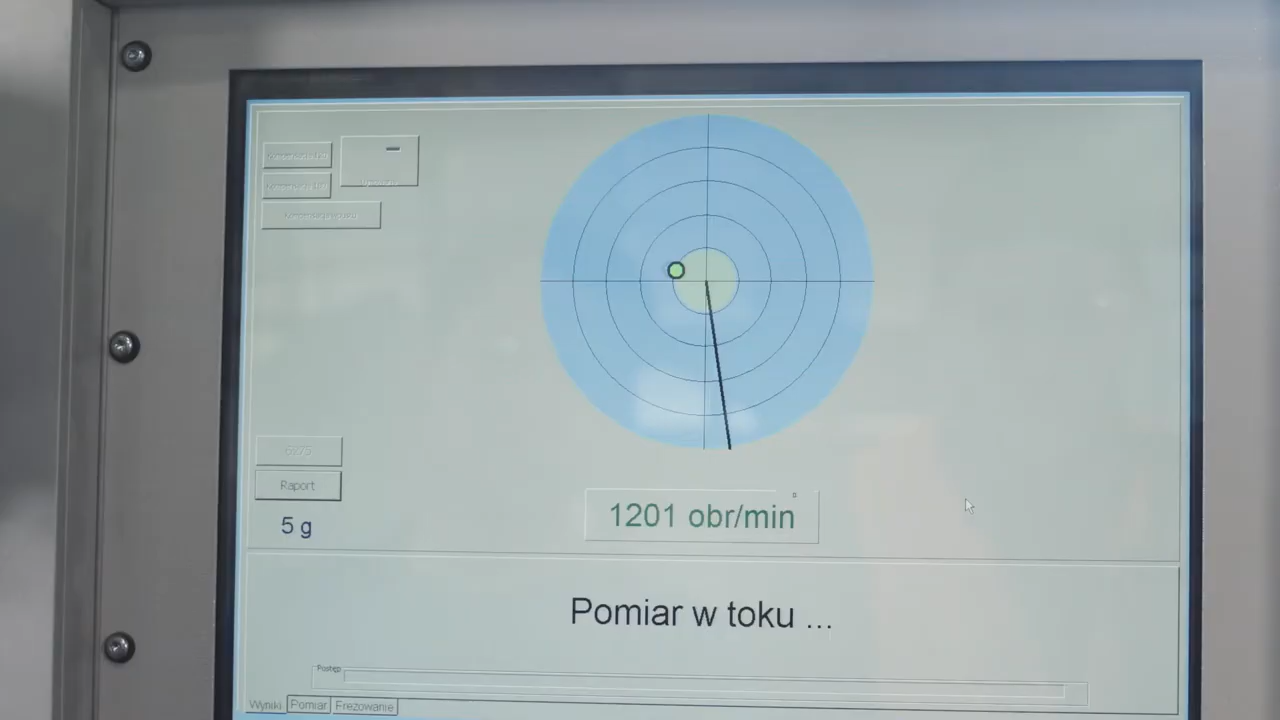 Raport
5 g
1201 obr/min
Pomiar w toku ...
Postęp
Wyniki Pomiar Frezowanie